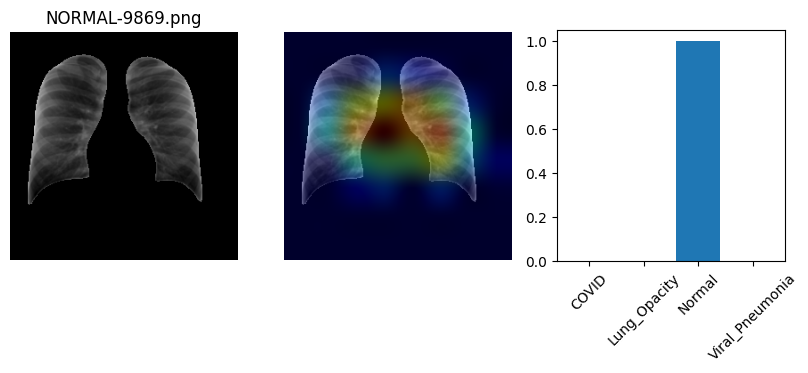 NORMAL-9869.png
1.0
0.8
0.6
0.4
0.2
0.0
COVID
Lung_Opacity
Normal
Viral_Pneumonia